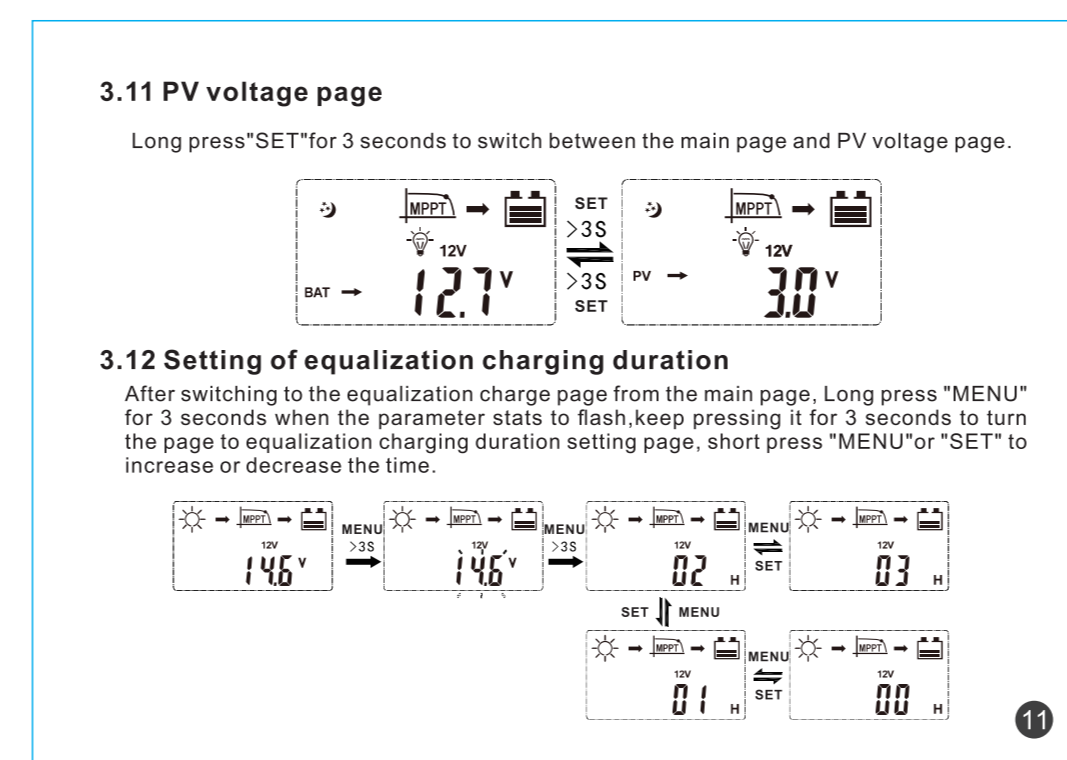 3.11 PV voltage page
Long press"SET"for 3 seconds to switch between the main page and PV voltage page.
MPPT
12V
BAT
12.7 V
SET
>3S
>3S
SET
MPPT
12V
PV
3.0 V
3.12 Setting of equalization charging duration
After switching to the equalization charge page from the main page, Long press "MENU"
for 3 seconds when the parameter stats to flash,keep pressing it for 3 seconds to turn
the page to equalization charging duration setting page, short press "MENU"or "SET" to
increase or decrease the time.
MPPT
12V
14.6 V
MENU
>3S
MPPT
12V
14.6 V
MENU
>3S
MPPT
12V
02 H
MENU
SET
MPPT
12V
03 H
SET MENU
MPPT
12V
01 H
MENU
SET
MPPT
12V
00 H
11